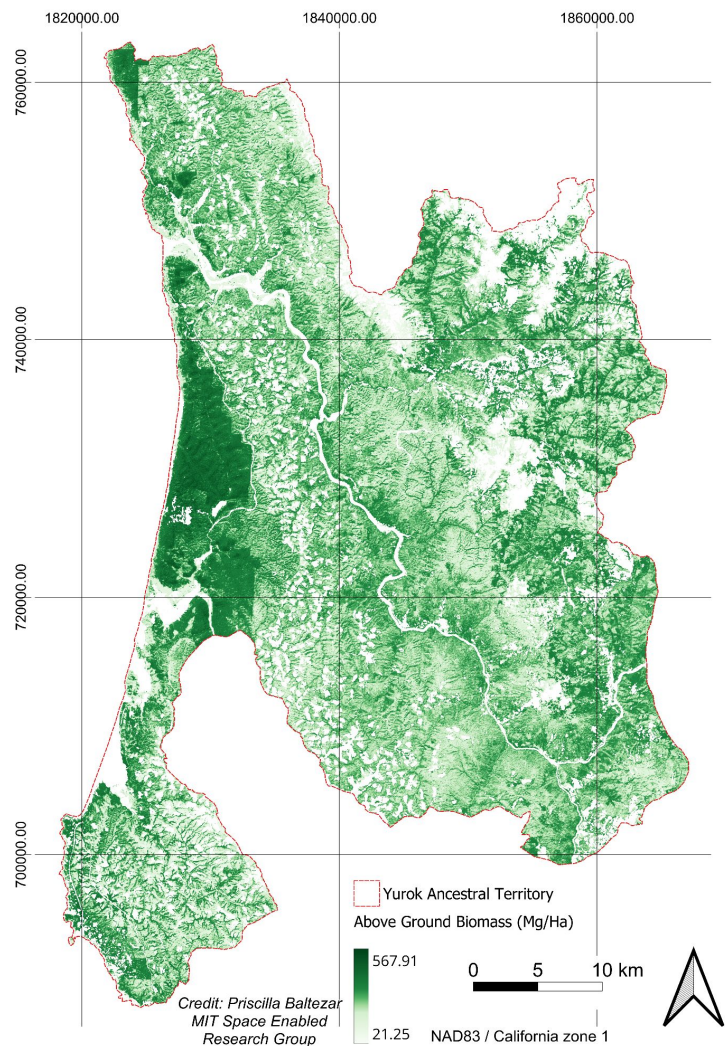 1820000.00
1840000.00
1860000.00
760000.00
740000.00
720000.00
700000.00
Yurok Ancestral Territory
Above Ground Biomass (Mg/Ha)
567.91
21.25
0 5 10 km
NAD83 / California zone 1
Credit: Priscilla Baltezar
MIT Space Enabled
Research Group